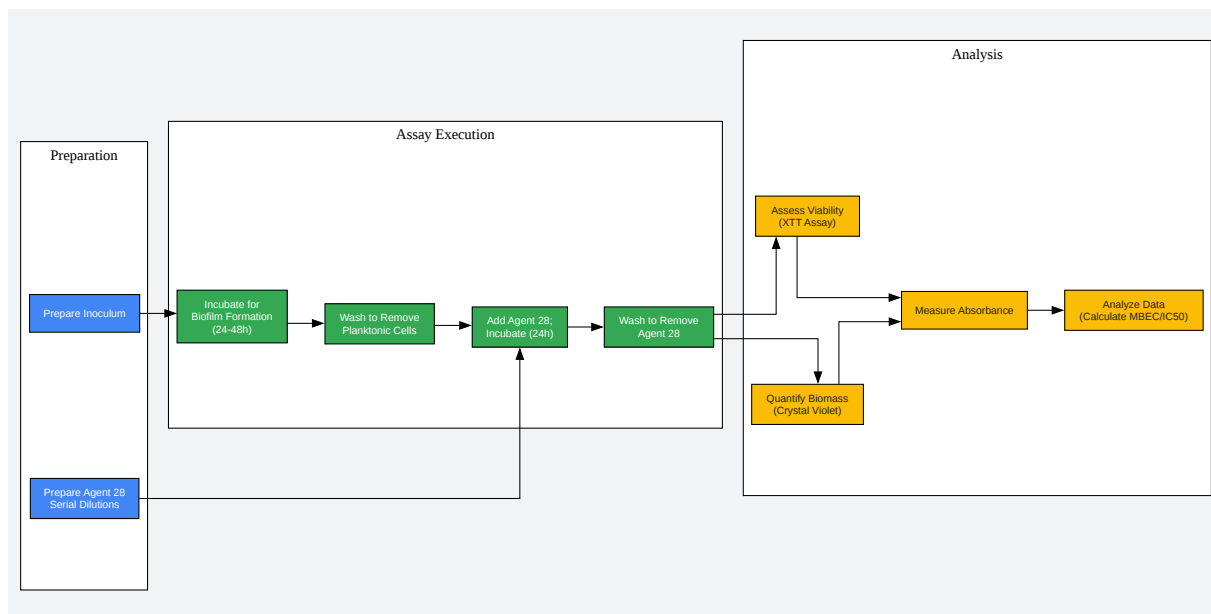 Preparation
Prepare Inoculum
Prepare Agent 28
Serial Dilutions
Assay Execution
Incubate for
Biofilm Formation
(24-48h)
Wash to Remove
Planktonic Cells
Add Agent 28;
Incubate (24h)
Wash to Remove
Agent 28
Analysis
Assess Viability
(XTT Assay)
Quantify Biomass
(Crystal Violet)
Measure Absorbance
Analyze Data
(Calculate MBEC/IC50)